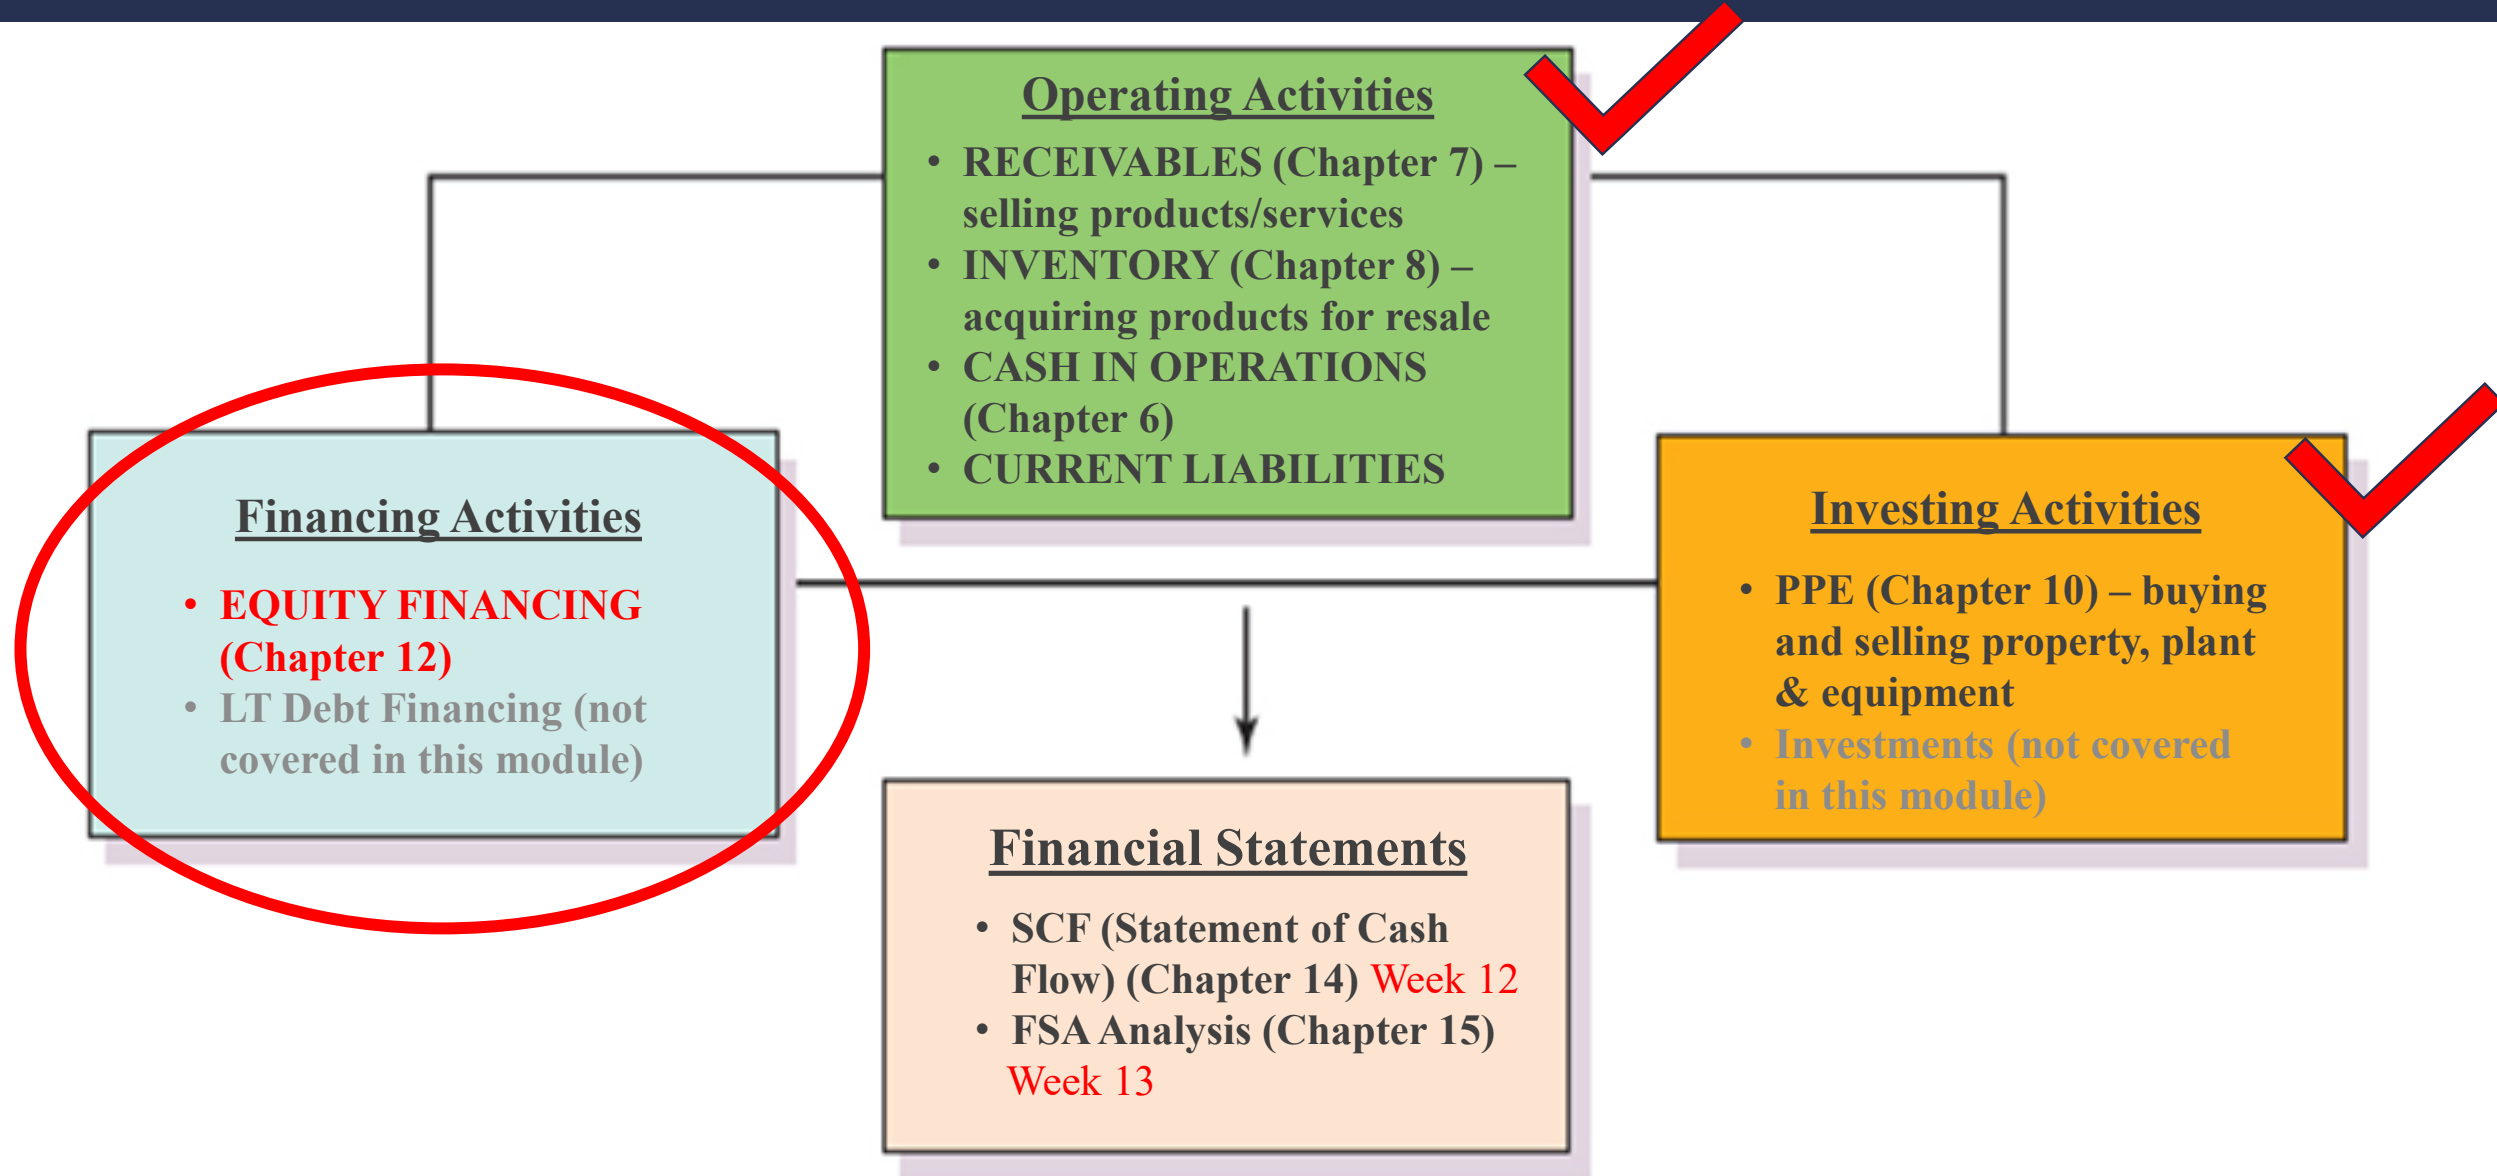 Operating Activities
• RECEIVABLES (Chapter 7) –
selling products/services
• INVENTORY (Chapter 8) –
acquiring products for resale
• CASH IN OPERATIONS
(Chapter 6)
• CURRENT LIABILITIES
Financing Activities
• EQUITY FINANCING
(Chapter 12)
• LT Debt Financing (not
covered in this module)
Investing Activities
• PPE (Chapter 10) – buying
and selling property, plant
& equipment
• Investments (not covered
in this module)
Financial Statements
• SCF (Statement of Cash
Flow) (Chapter 14) Week 12
• FSA Analysis (Chapter 15)
Week 13